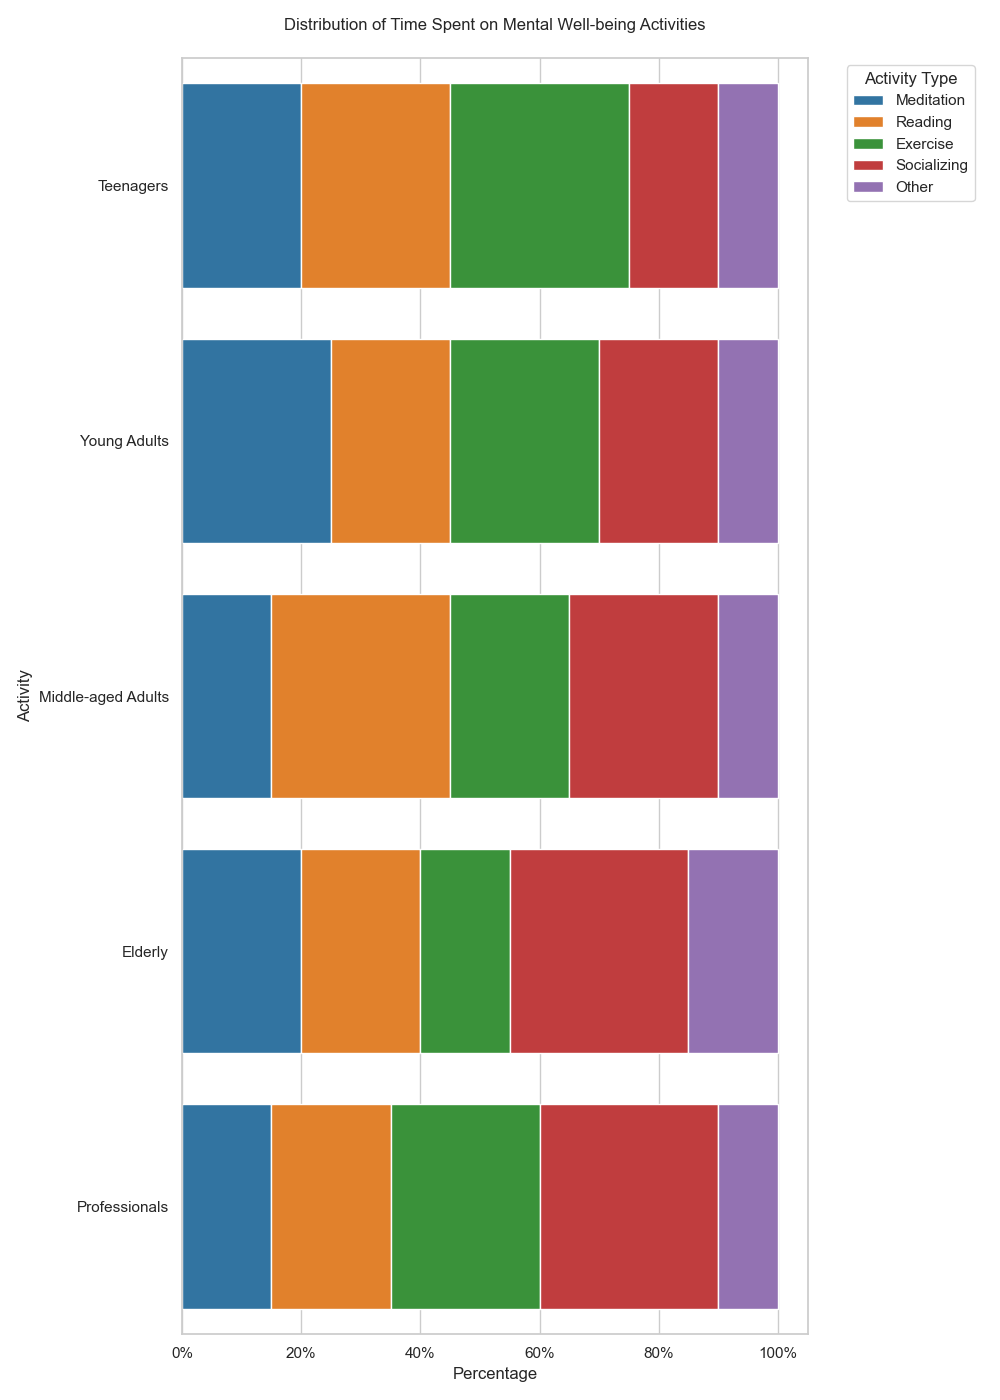 Distribution of Time Spent on Mental Well-being Activities
Activity Type
Meditation
Reading
Exercise
Socializing
Other
Teenagers
Young Adults
Middle-aged Adults
Elderly
Professionals
Activity
0% 20% 40% 60% 80% 100%
Percentage